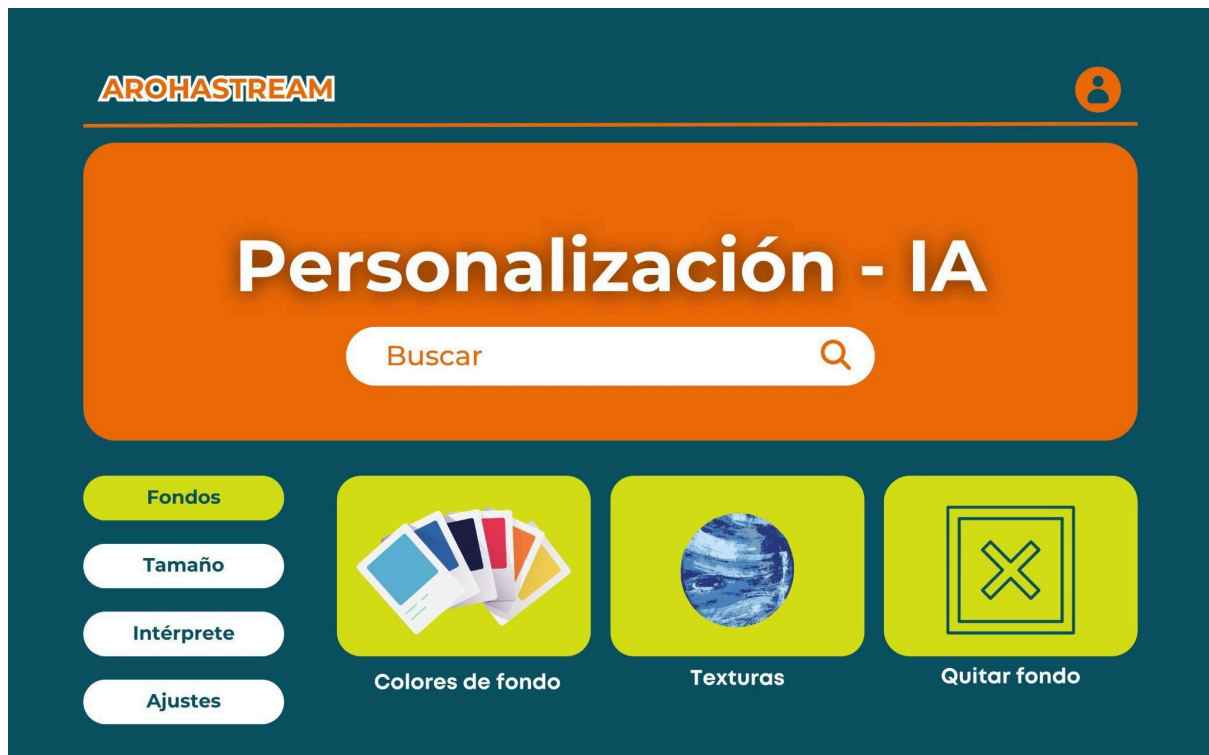 AROHASTREAM
Personalización - IA
Buscar
Fondos
Tamaño
Intérprete
Ajustes
Colores de fondo
Texturas
Quitar fondo